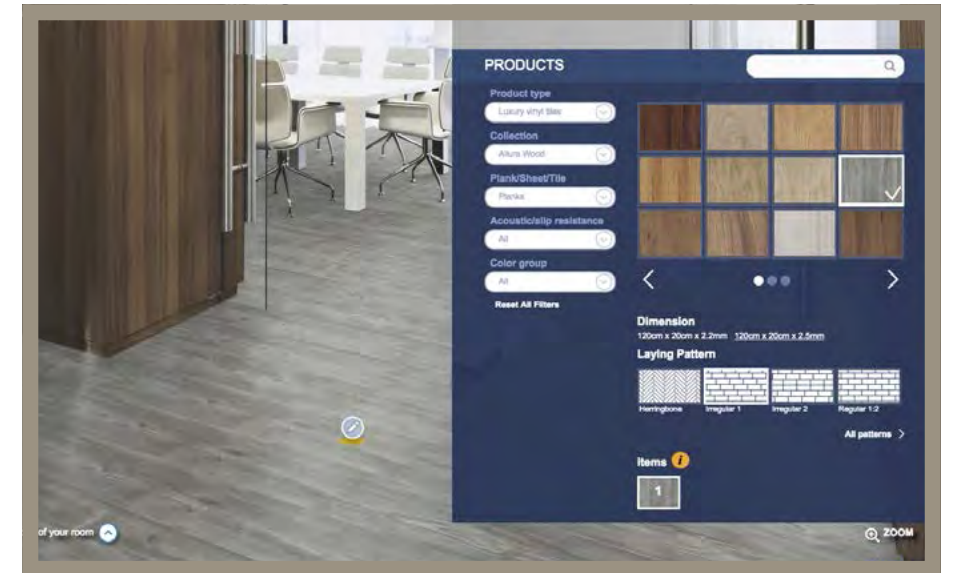 PRODUCTS
Product type
Luxury vinyl tiles
Collection
Allura Wood
Plank/Sheet/Tile
Planks
Acoustic/slip resistance
All
Color group
All
Reset All Filters
Dimension
120cm x 20cm x 2.2mm 120cm x 20cm x 2.5mm
Laying Pattern
Herringbone Irregular 1 Irregular 2 Regular 1:2
All patterns
Items i
1
of your room
ZOOM